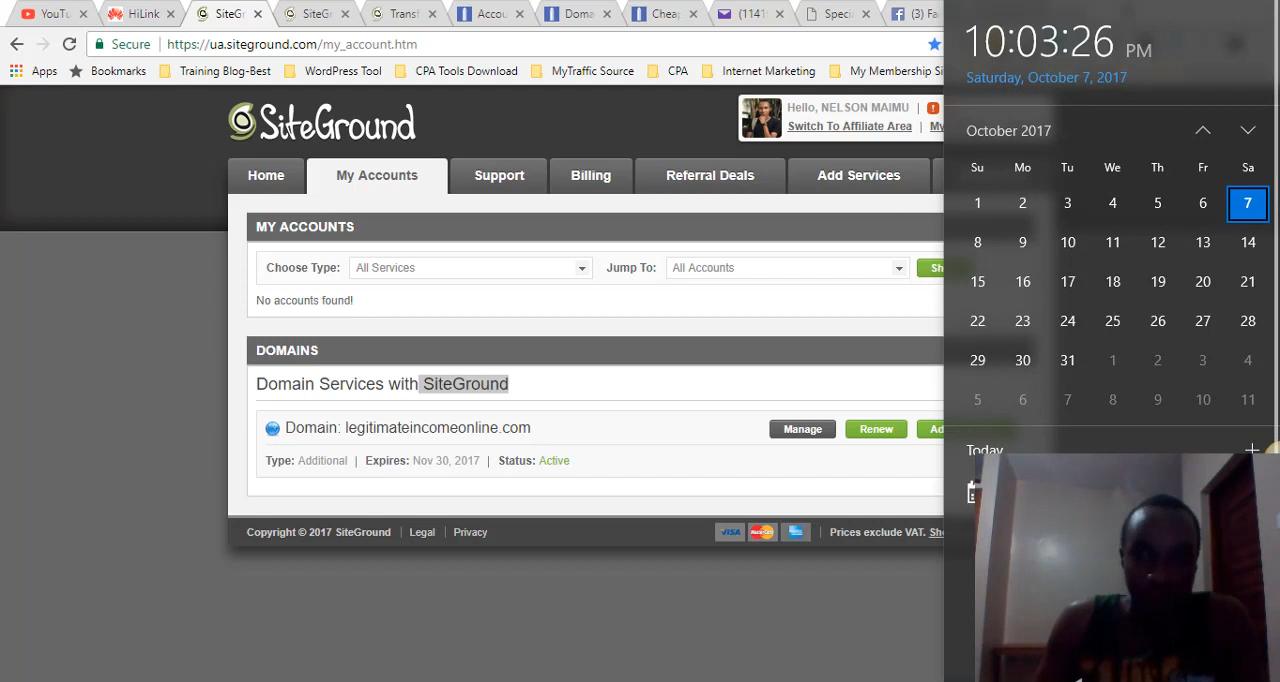 YouTu
HiLink
SiteGr
SiteG
Transf
Accou
Doma
Cheap
(1141
Speci
(3) Fa
Secure | https://ua.siteground.com/my_account.htm
Apps
Bookmarks
Training Blog-Best
WordPress Tool
CPA Tools Download
MyTraffic Source
CPA
Internet Marketing
My Membership Si
SiteGround
Hello, NELSON MAIMU |
Switch To Affiliate Area | My
Home
My Accounts
Support
Billing
Referral Deals
Add Services
MY ACCOUNTS
Choose Type: All Services Jump To: All Accounts Sh
No accounts found!
DOMAINS
Domain Services with SiteGround
Domain: legitimateincomeonline.com
Manage
Renew
Ad
Type: Additional | Expires: Nov 30, 2017 | Status: Active
Copyright © 2017 SiteGround | Legal | Privacy
VISA
Prices exclude VAT. Sho
10:03:26 PM
Saturday, October 7, 2017
October 2017
Su Mo Tu We Th Fr Sa
1 2 3 4 5 6 7
8 9 10 11 12 13 14
15 16 17 18 19 20 21
22 23 24 25 26 27 28
29 30 31 1 2 3 4
5 6 7 8 9 10 11
Today